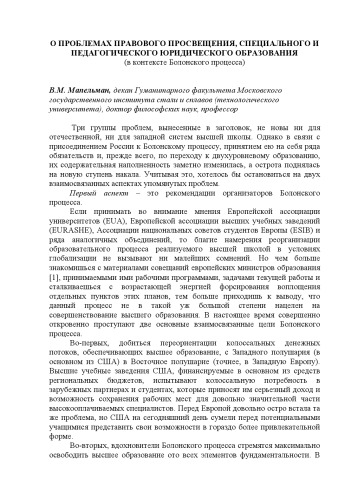 О ПРОБЛЕМАХ ПРАВОВОГО ПРОСВЕЩЕНИЯ, СПЕЦИАЛЬНОГО И
ПЕДАГОГИЧЕСКОГО ЮРИДИЧЕСКОГО ОБРАЗОВАНИЯ
(в контексте Болонского процесса)
В.М. Мапельман, декан Гуманитарного факультета Московского
государственного института стали и сплавов (технологического
университета), доктор философских наук, профессор
Три группы проблем, вынесенные в заголовок, не новы ни для
отечественной, ни для западной систем высшей школы. Однако в связи с
присоединением России к Болонскому процессу, принятием ею на себя ряда
обязательств и, прежде всего, по переходу к двухуровневому образованию,
их содержательная наполненность заметно изменилась, а острота поднялась
на новую ступень накала. Учитывая это, хотелось бы остановиться на двух
взаимосвязанных аспектах упомянутых проблем.
Первый аспект – это рекомендации организаторов Болонского
процесса.
Если принимать во внимание мнения Европейской ассоциации
университетов (EUA), Европейской ассоциации высших учебных заведений
(EURASHE), Ассоциации национальных советов студентов Европы (ESIB) и
ряда аналогичных объединений, то благие намерения реорганизации
образовательного процесса реализуемого высшей школой в условиях
глобализации не вызывают ни малейших сомнений. Но чем больше
знакомишься с материалами совещаний европейских министров образования
[1], принимаемыми ими рабочими программами, задачами текущей работы и
сталкиваешься с возрастающей энергией форсирования воплощения
отдельных пунктов этих планов, тем больше приходишь к выводу, что
данный процесс не в такой уж большой степени нацелен на
совершенствование высшего образования. В настоящее время совершенно
откровенно проступают две основные взаимосвязанные цели Болонского
процесса.
Во-первых, добиться переориентации колоссальных денежных
потоков, обеспечивающих высшее образование, с Западного полушария (в
основном из США) в Восточное полушарие (точнее, в Западную Европу).
Высшие учебные заведения США, финансируемые в основном из средств
региональных бюджетов, испытывают колоссальную потребность в
зарубежных партнерах и студентах, которые приносят им серьезный доход и
возможность сохранения рабочих мест для довольно значительной части
высокооплачиваемых специалистов. Перед Европой довольно остро встала та
же проблема, но США на сегодняшний день сумели перед потенциальными
учащимися представить свои возможности в гораздо более привлекательной
форме.
Во-вторых, вдохновители Болонского процесса стремятся максимально
освободить высшее образование ото всех элементов фундаментальности. В